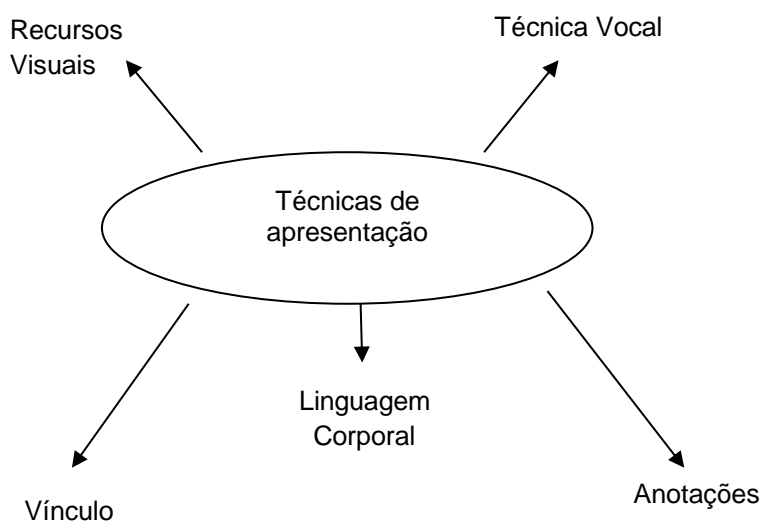 Recursos
Visuais
Técnica Vocal
Técnicas de
apresentação
Linguagem
Corporal
Vínculo
Anotações